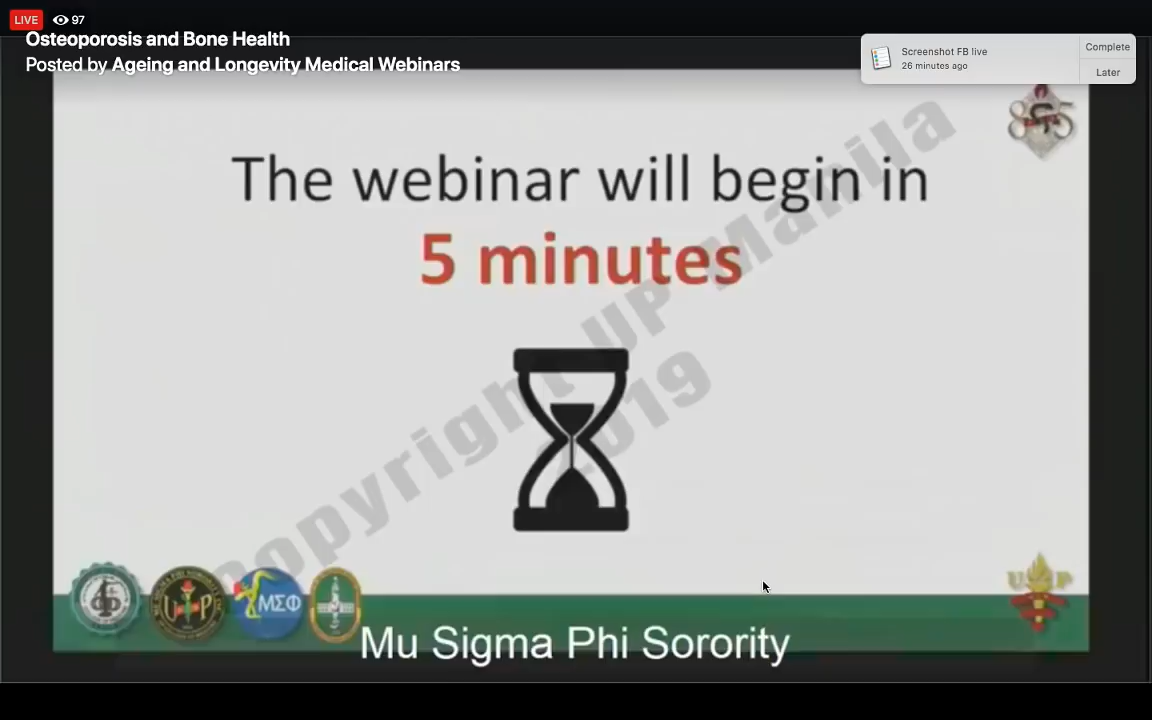 LIVE 97
Osteoporosis and Bone Health
Posted by Ageing and Longevity Medical Webinars
Screenshot FB live
26 minutes ago
Complete
Later
The webinar will begin in
5 minutes
Copyright UP Manila
2019
ΜΣΦ
Mu Sigma Phi Sorority